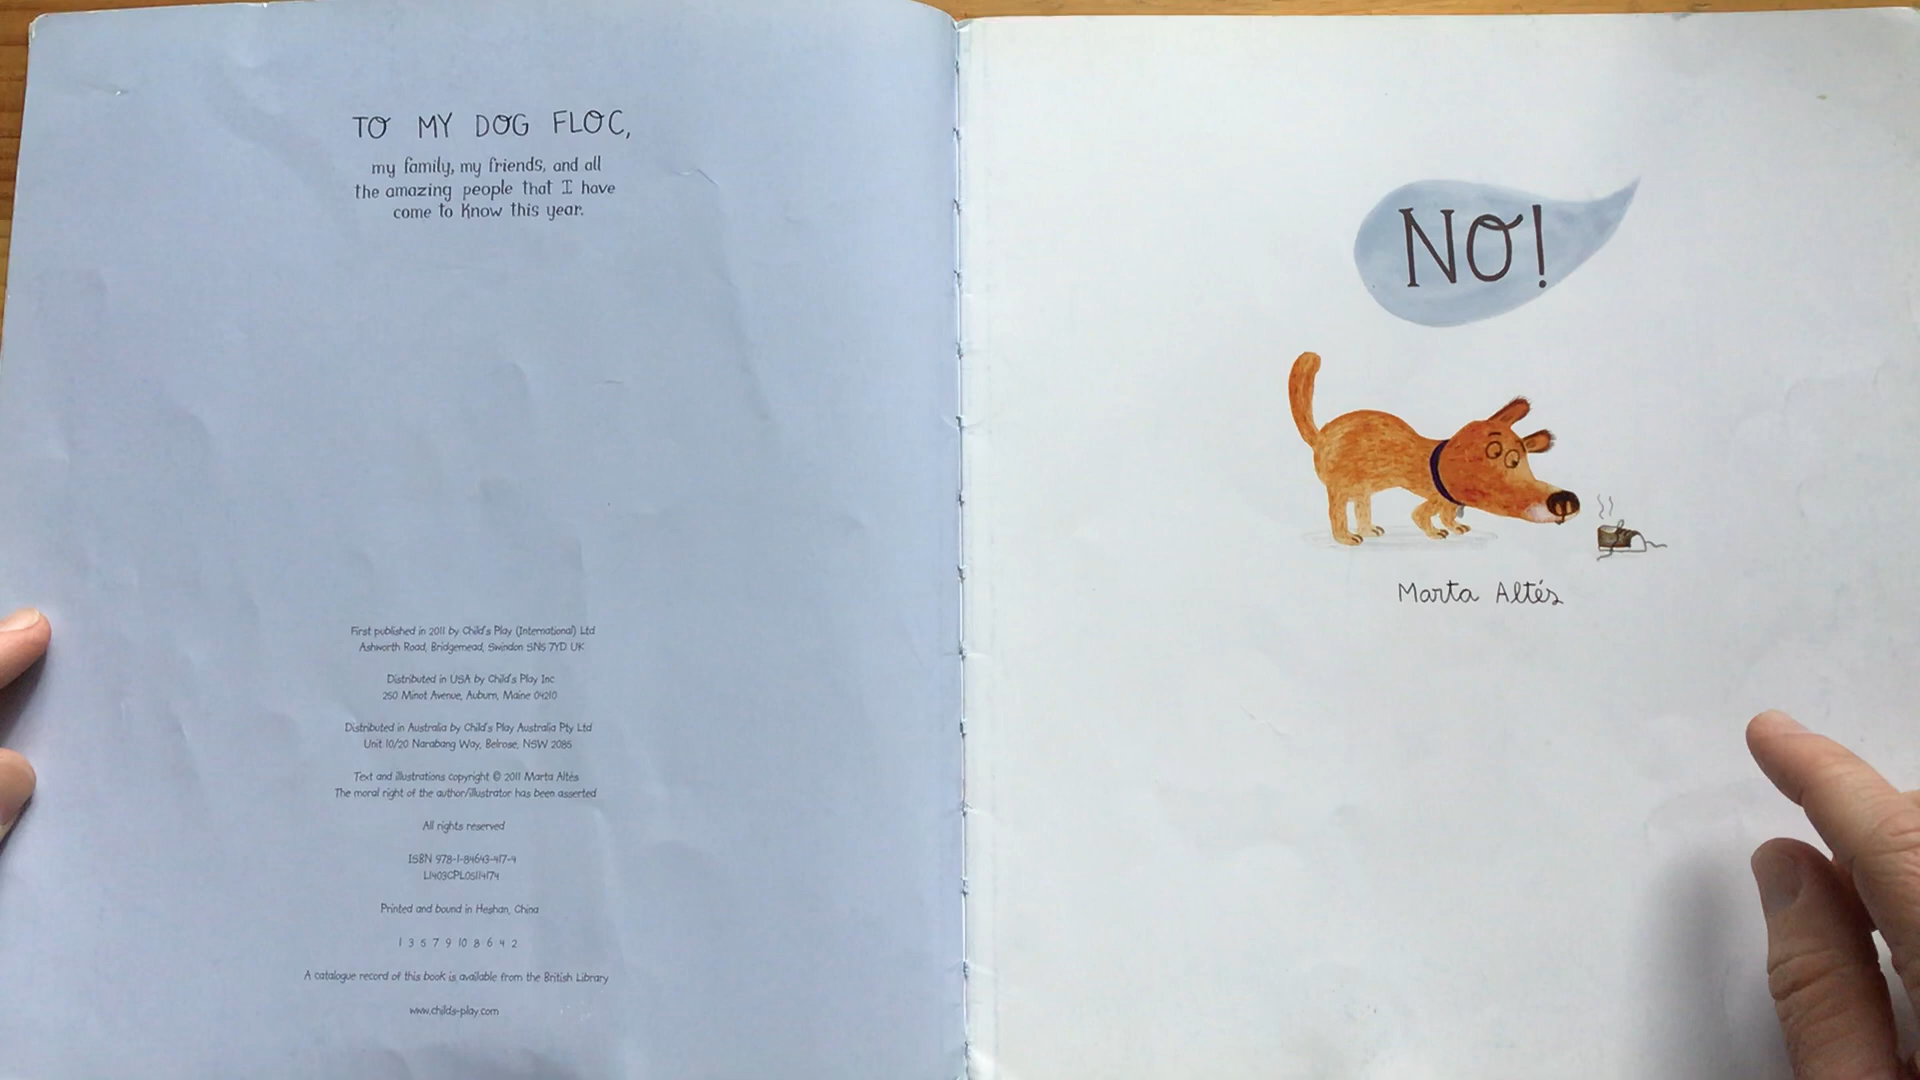 TO MY DOG FLOC,
my family, my friends, and all
the amazing people that I have
come to know this year.
First published in 2011 by Child's Play (International) Ltd
Ashworth Road, Bridgemead, Swindon SN5 7YD UK
Distributed in USA by Child's Play Inc
250 Minot Avenue, Auburn, Maine 04210
Distributed in Australia by Child's Play Australia Pty Ltd
Unit 10/20 Narabang Way, Belrose, NSW 2085
Text and illustrations copyright © 2011 Marta Altés
The moral right of the author/illustrator has been asserted
All rights reserved
ISBN 978-1-84643-417-4
L1403CPL05114174
Printed and bound in Heshan, China
1 3 5 7 9 10 8 6 4 2
A catalogue record of this book is available from the British Library
www.childs-play.com
NO!
Marta Altés